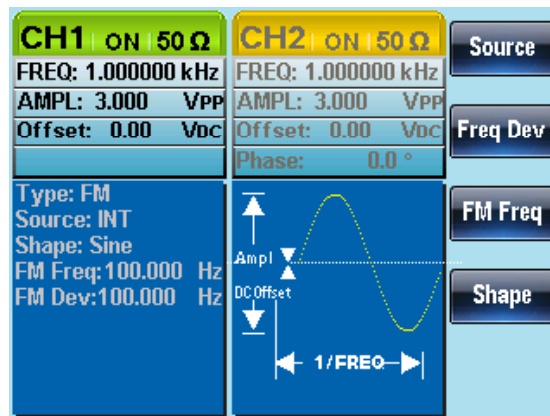 CH1 ON 50 Ω
FREQ: 1.000000 kHz
AMPL: 3.000 VPP
Offset: 0.00 VDC
CH2 ON 50 Ω
FREQ: 1.000000 kHz
AMPL: 3.000 VPP
Offset: 0.00 VDC
Phase: 0.0 °
Type: FM
Source: INT
Shape: Sine
FM Freq:100.000 Hz
FM Dev:100.000 Hz
Ampl
DC Offset
1/FREQ
Source
Freq Dev
FM Freq
Shape